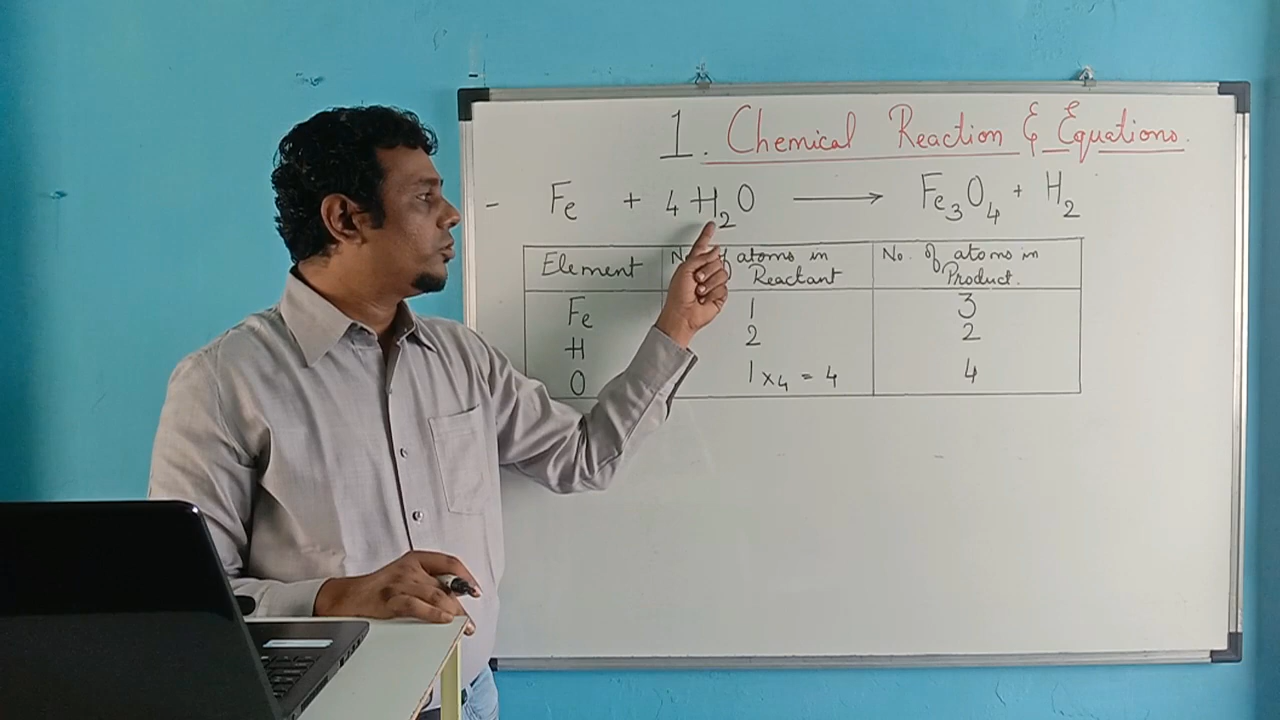 1. Chemical Reaction & Equations.
- Fe + 4 H2O ⟶ Fe3O4 + H2
Element No. of atoms in Reactant No. of atoms in Product.
Fe 1 3
H 2 2
O 1 x 4 = 4 4